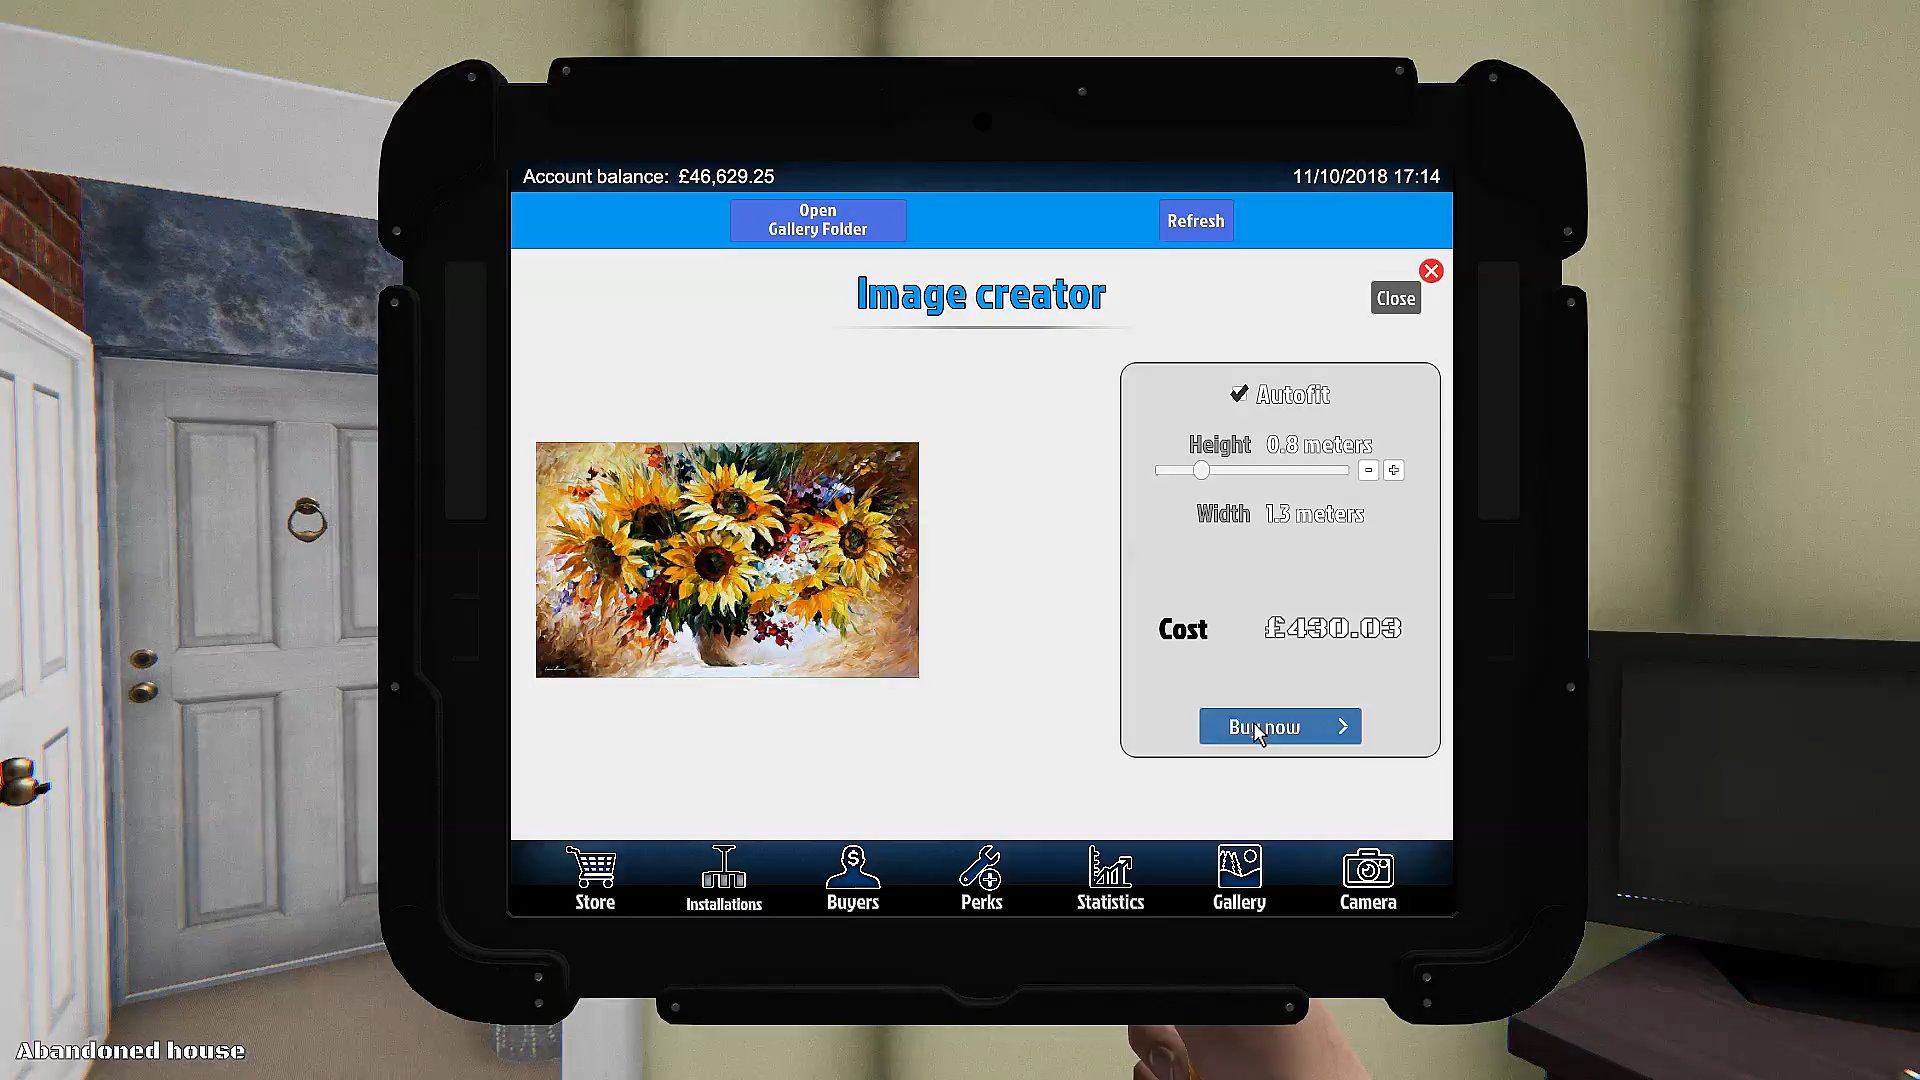 Account balance: £46,629.25
11/10/2018 17:14
Open
Gallery Folder
Refresh
Image creator
Close
Autofit
Height 0.8 meters
Width 1.3 meters
Cost £430.03
Buy now
Store
Installations
Buyers
Perks
Statistics
Gallery
Camera
Abandoned house